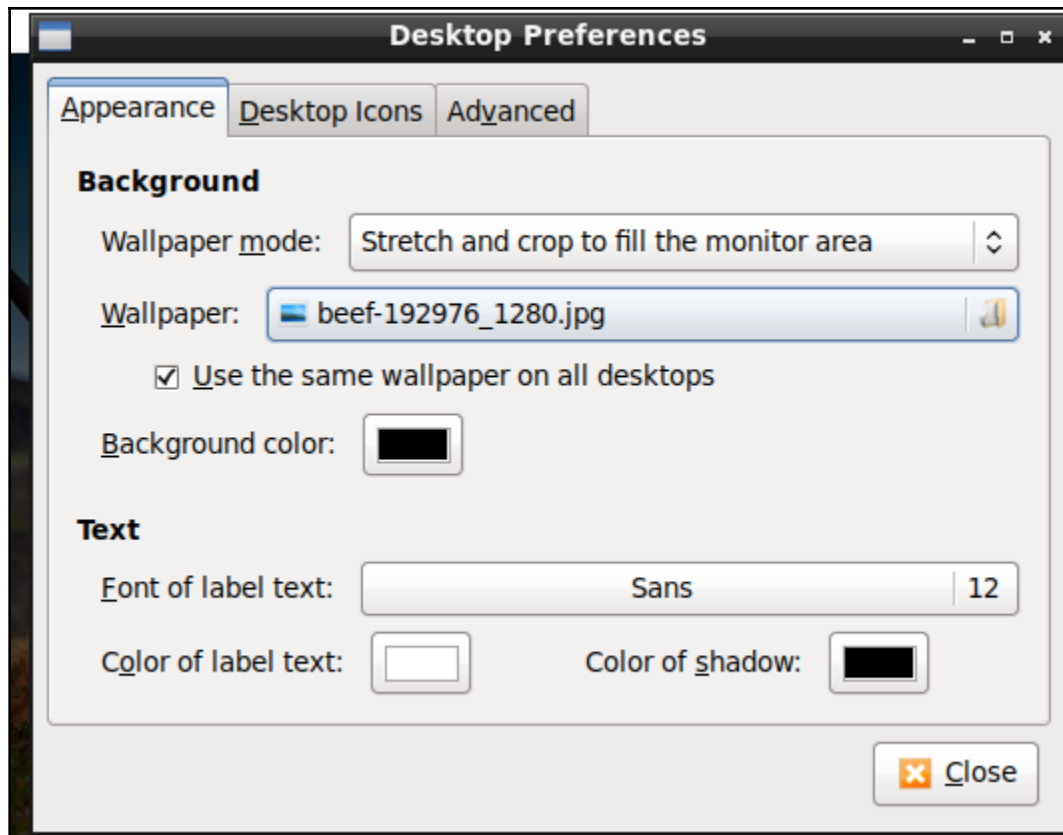 Desktop Preferences
Appearance Desktop Icons Advanced
Background
Wallpaper mode: Stretch and crop to fill the monitor area
Wallpaper: beef-192976_1280.jpg
Use the same wallpaper on all desktops
Background color:
Text
Font of label text: Sans 12
Color of label text: Color of shadow:
Close